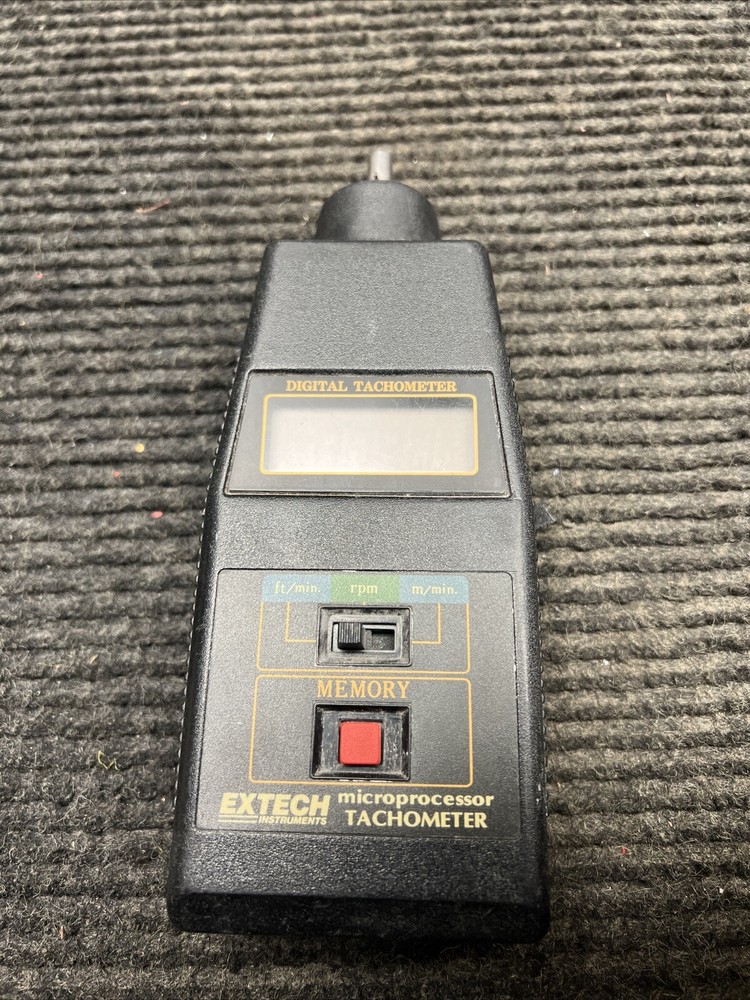 DIGITAL TACHOMETER
ft/min. rpm m/min.
MEMORY
EXTECH microprocessor
INSTRUMENTS TACHOMETER